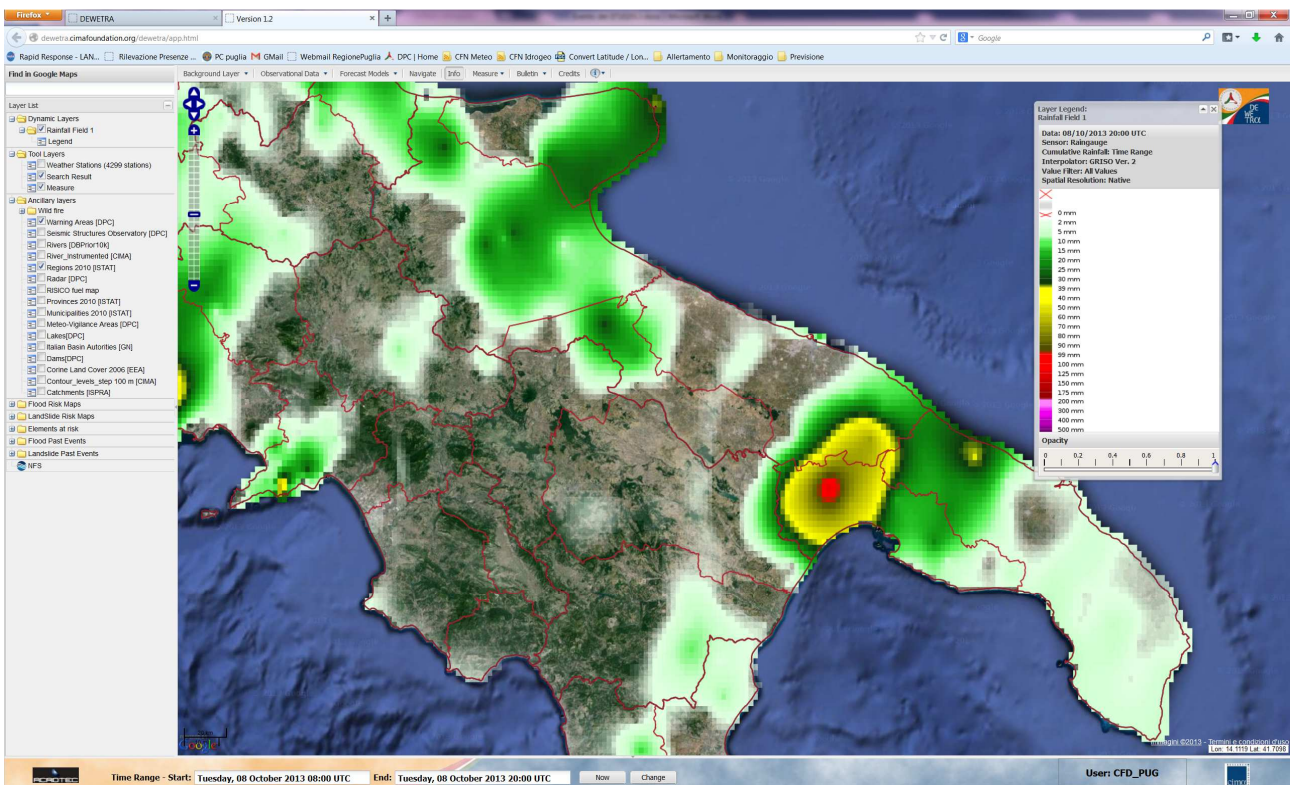 Firefox
DEWETRA
Version 1.2
dewetra.cimafoundation.org/dewetra/app.html
Google
Rapid Response - LAN... Rilevazione Presenze ... PC puglia GMail Webmail RegionePuglia DPC | Home CFN Meteo CFN Idrogeo Convert Latitude / Lon... Allertamento Monitoraggio Previsione
Find in Google Maps
Background Layer Observational Data Forecast Models Navigate Info Measure Bulletin Credits
Layer List
Dynamic Layers
Rainfall Field 1
Legend
Tool Layers
Weather Stations (4299 stations)
Search Result
Measure
Ancillary layers
Wild fire
Warning Areas [DPC]
Seismic Structures Observatory [DPC]
Rivers [DBPrior10k]
River_Instrumented [CIMA]
Regions 2010 [ISTAT]
Radar [DPC]
RISICO fuel map
Provinces 2010 [ISTAT]
Municipalities 2010 [ISTAT]
Meteo-Vigilance Areas [DPC]
Lakes[DPC]
Italian Basin Autorities [GN]
Dams[DPC]
Corine Land Cover 2006 [EEA]
Contour_levels_step 100 m [CIMA]
Catchments [ISPRA]
Flood Risk Maps
LandSlide Risk Maps
Elements at risk
Flood Past Events
Landslide Past Events
NFS
Layer Legend:
Rainfall Field 1
Data: 08/10/2013 20:00 UTC
Sensor: Raingauge
Cumulative Rainfall: Time Range
Interpolator: GRISO Ver. 2
Value Filter: All Values
Spatial Resolution: Native
0 mm
2 mm
5 mm
10 mm
15 mm
20 mm
25 mm
30 mm
39 mm
40 mm
50 mm
60 mm
70 mm
80 mm
90 mm
99 mm
100 mm
125 mm
150 mm
175 mm
200 mm
300 mm
400 mm
500 mm
Opacity
0 0.2 0.4 0.6 0.8 1
DE
WE
TRA
Google
Immagini ©2013 - Termini e condizioni d'uso
Lon: 14.1119 Lat: 41.7098
ACROTEC
Time Range - Start: Tuesday, 08 October 2013 08:00 UTC End: Tuesday, 08 October 2013 20:00 UTC Now Change
User: CFD_PUG
cima